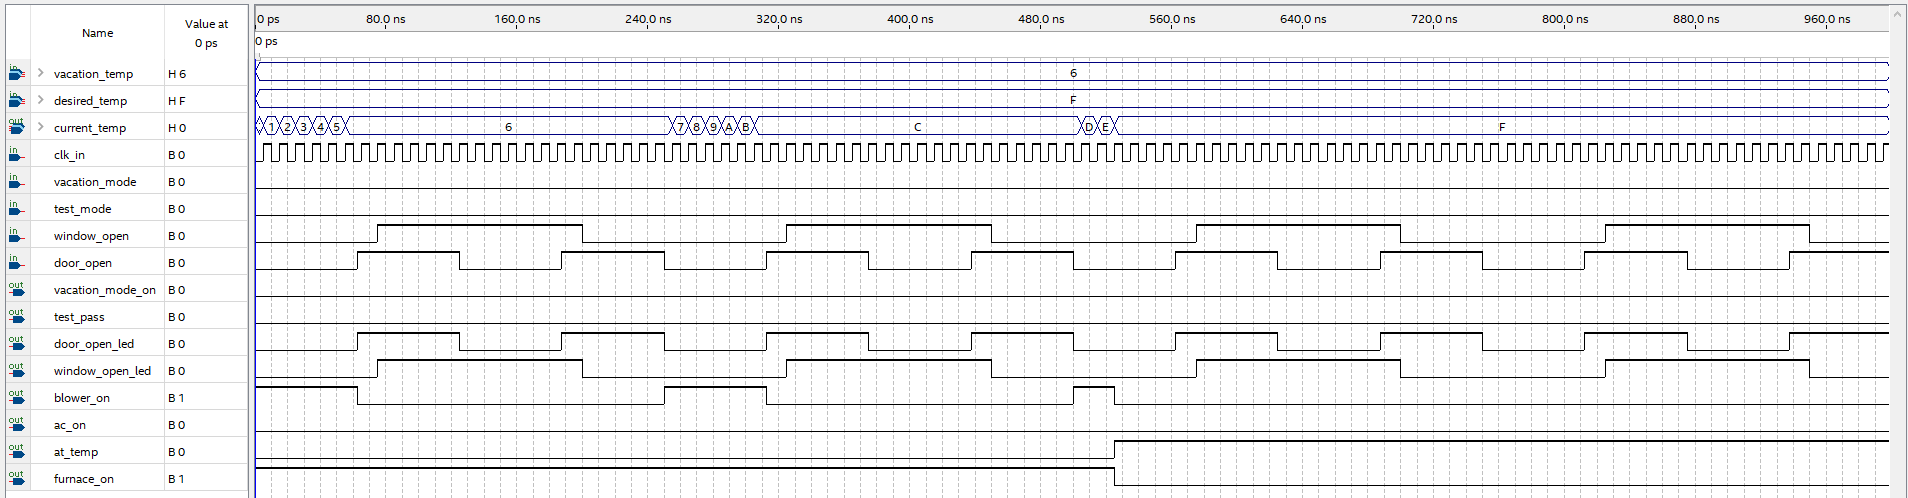 Name Value at 0 ps 0 ps 80.0 ns 160.0 ns 240.0 ns 320.0 ns 400.0 ns 480.0 ns 560.0 ns 640.0 ns 720.0 ns 800.0 ns 880.0 ns 960.0 ns
0 ps
in vacation_temp H 6 6
in desired_temp H F F
out current_temp H 0 1 2 3 4 5 6 7 8 9 A B C D E F
in clk_in B 0
in vacation_mode B 0
in test_mode B 0
in window_open B 0
in door_open B 0
out vacation_mode_on B 0
out test_pass B 0
out door_open_led B 0
out window_open_led B 0
out blower_on B 1
out ac_on B 0
out at_temp B 0
out furnace_on B 1